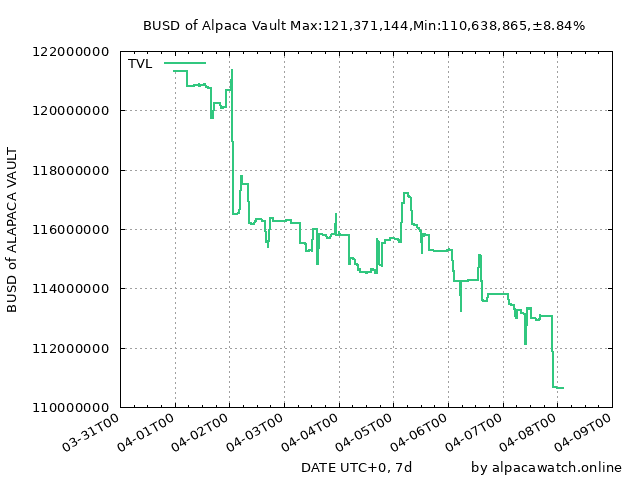 BUSD of Alpaca Vault Max:121,371,144,Min:110,638,865,±8.84%
TVL
BUSD of ALAPACA VAULT
122000000
120000000
118000000
116000000
114000000
112000000
110000000
03-31T00
04-01T00
04-02T00
04-03T00
04-04T00
04-05T00
04-06T00
04-07T00
04-08T00
04-09T00
DATE UTC+0, 7d
by alpacawatch.online